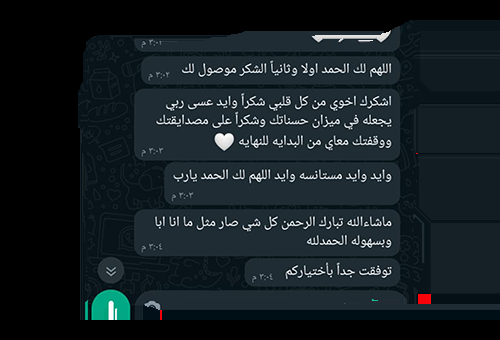 ٣:٠٢ م
اللهم لك الحمد اولا وثانياً الشكر موصول لك
٣:٠٢ م
اشكرك اخوي من كل قلبي شكراً وايد عسى ربي
يجعله في ميزان حسناتك وشكراً على مصدايقتك
ووقفتك معاي من البدايه للنهايه 🤍
٣:٠٣ م
وايد وايد مستانسه وايد اللهم لك الحمد يارب
٣:٠٣ م
ماشاءالله تبارك الرحمن كل شي صار مثل ما انا ابا
وبسهوله الحمدلله
٣:٠٤ م
توفقت جداً بأختياركم
٣:٠٤ م